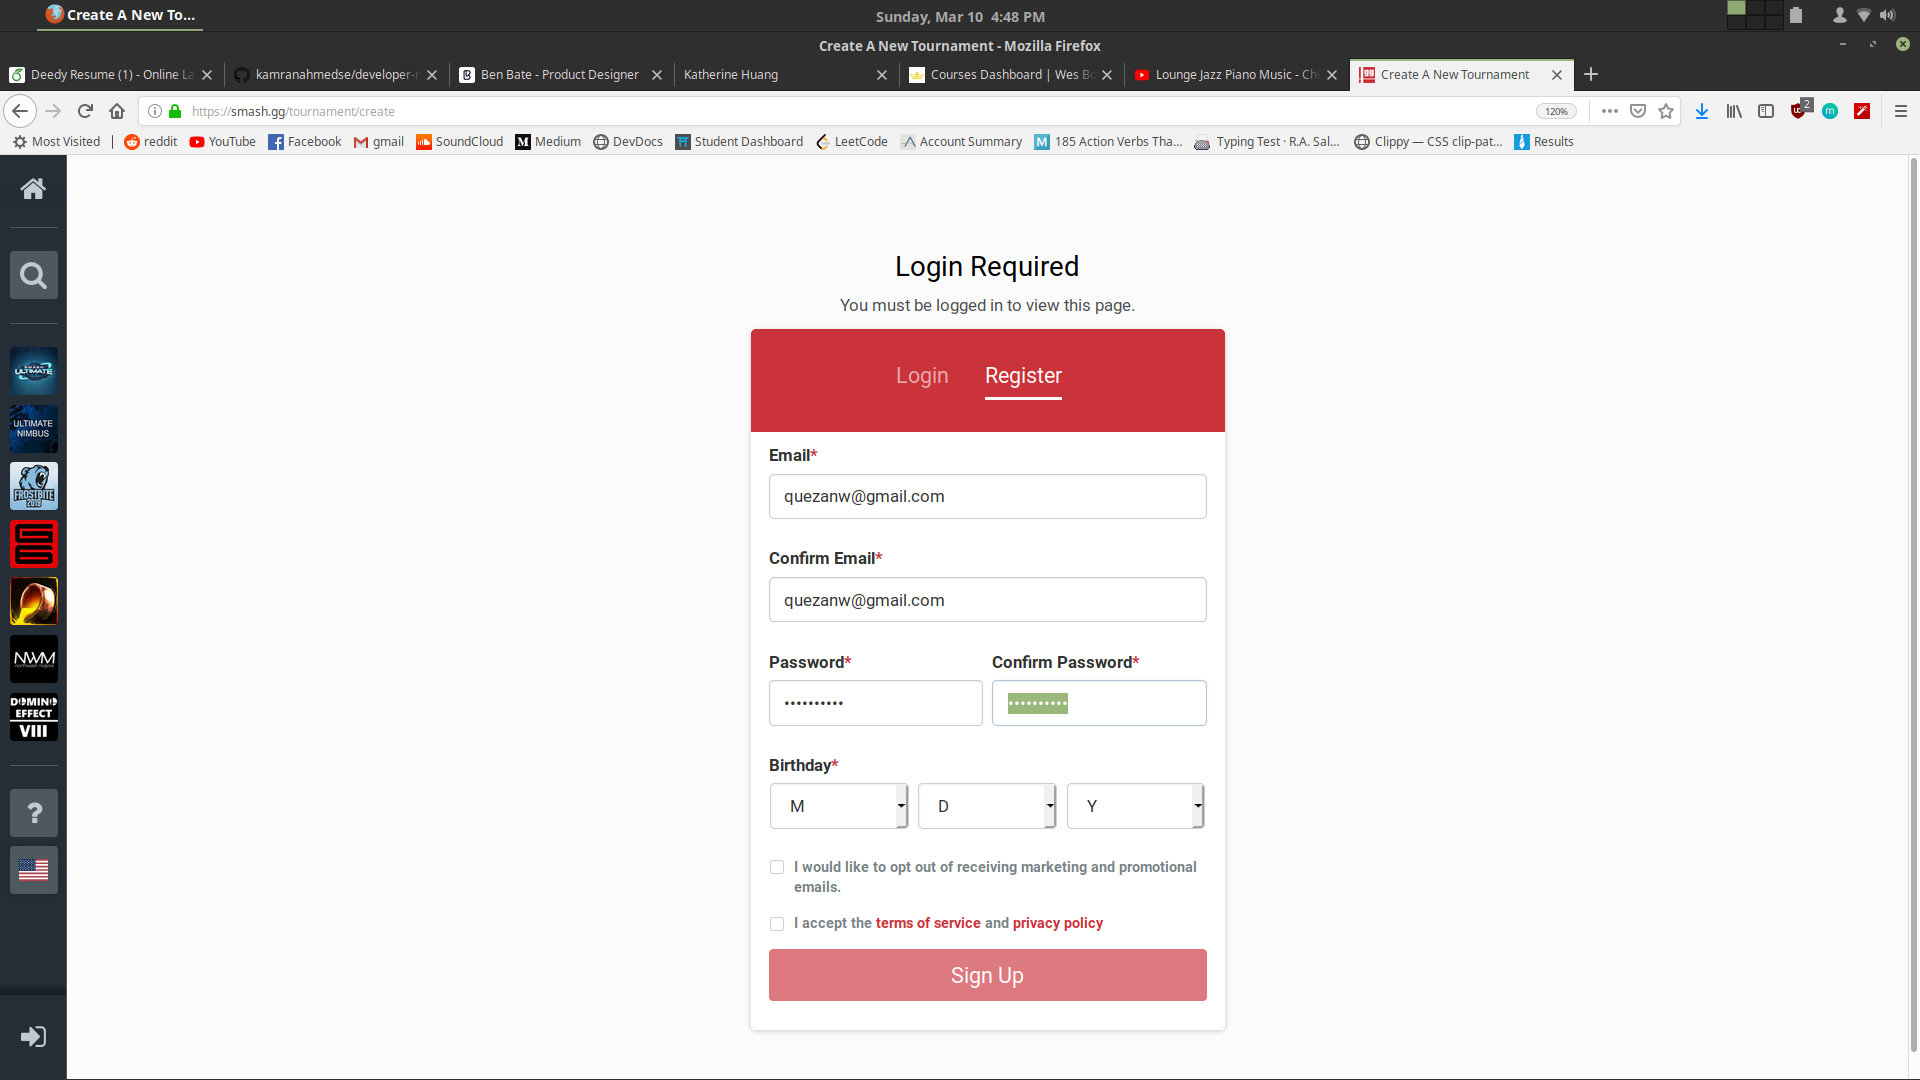 Create A New To...
Sunday, Mar 10 4:48 PM
Create A New Tournament - Mozilla Firefox
Deedy Resume (1) - Online La
kamranahmedse/developer-r
Ben Bate - Product Designer
Katherine Huang
Courses Dashboard | Wes Bo
Lounge Jazz Piano Music - Chi
Create A New Tournament
https://smash.gg/tournament/create
120%
2
Most Visited
reddit
YouTube
Facebook
gmail
SoundCloud
Medium
DevDocs
Student Dashboard
LeetCode
Account Summary
185 Action Verbs Tha...
Typing Test · R.A. Sal...
Clippy — CSS clip-pat...
Results
Login Required
You must be logged in to view this page.
Login
Register
Email*
quezanw@gmail.com
Confirm Email*
quezanw@gmail.com
Password*
Confirm Password*
••••••••••
••••••••••
Birthday*
M
D
Y
I would like to opt out of receiving marketing and promotional
emails.
I accept the terms of service and privacy policy
Sign Up
ULTIMATE
ULTIMATE
NIMBUS
FROSTBITE
2019
NWM
DOMINO
EFFECT
VIII
?